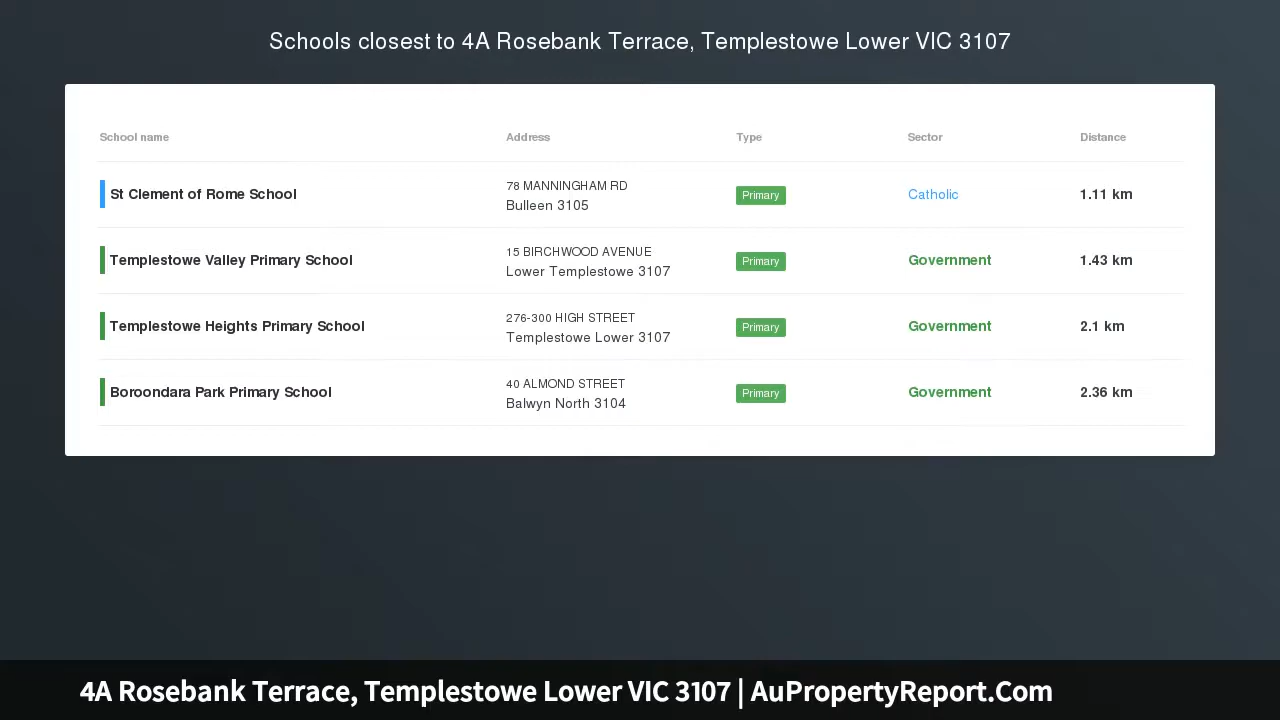 Schools closest to 4A Rosebank Terrace, Templestowe Lower VIC 3107
School name Address Type Sector Distance
St Clement of Rome School 78 MANNINGHAM RD Bulleen 3105 Primary Catholic 1.11 km
Templestowe Valley Primary School 15 BIRCHWOOD AVENUE Lower Templestowe 3107 Primary Government 1.43 km
Templestowe Heights Primary School 276-300 HIGH STREET Templestowe Lower 3107 Primary Government 2.1 km
Boroondara Park Primary School 40 ALMOND STREET Balwyn North 3104 Primary Government 2.36 km
4A Rosebank Terrace, Templestowe Lower VIC 3107 | AuPropertyReport.Com